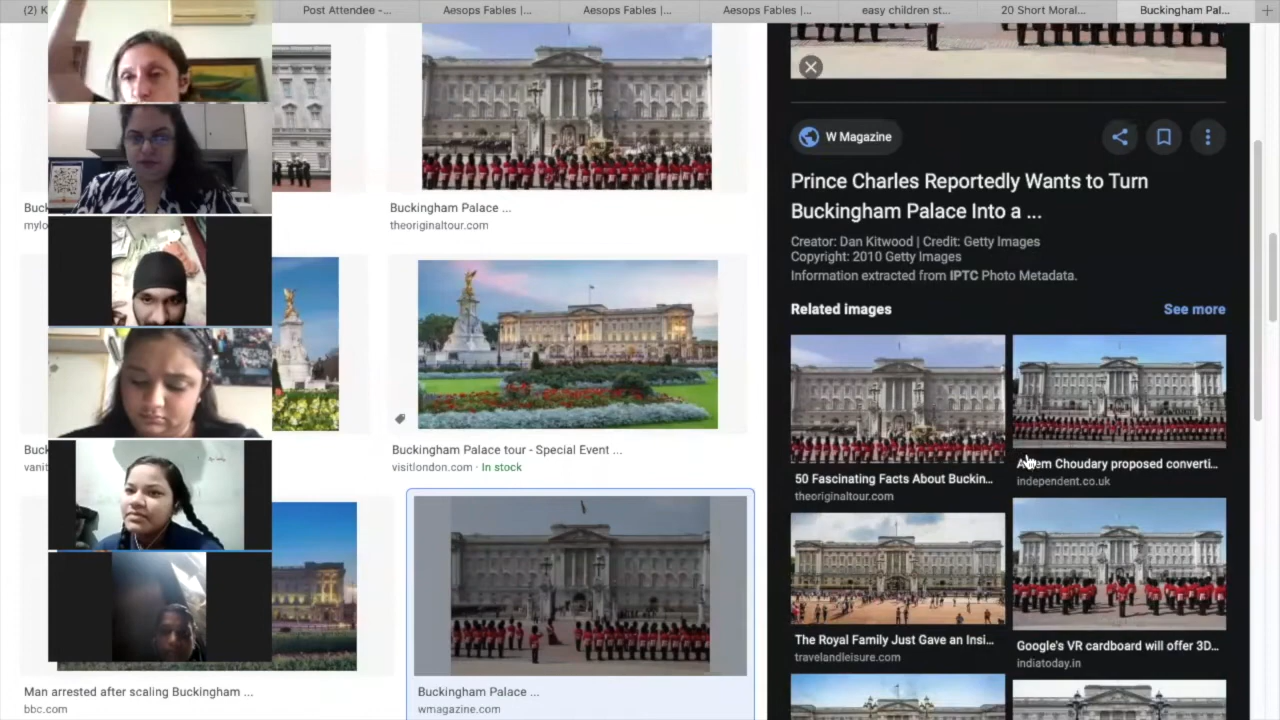 (2) K
Post Attendee -...
Aesops Fables |...
Aesops Fables |...
Aesops Fables |...
easy children st...
20 Short Moral...
Buckingham Pal...
Buck
mylo
Buckingham Palace ...
theoriginaltour.com
Buck
vanit
Buckingham Palace tour - Special Event ...
visitlondon.com · In stock
Man arrested after scaling Buckingham ...
bbc.com
Buckingham Palace ...
wmagazine.com
W Magazine
Prince Charles Reportedly Wants to Turn
Buckingham Palace Into a ...
Creator: Dan Kitwood | Credit: Getty Images
Copyright: 2010 Getty Images
Information extracted from IPTC Photo Metadata.
Related images
See more
50 Fascinating Facts About Buckin...
theoriginaltour.com
Choudary proposed converti...
independent.co.uk
The Royal Family Just Gave an Insi...
travelandleisure.com
Google's VR cardboard will offer 3D...
indiatoday.in